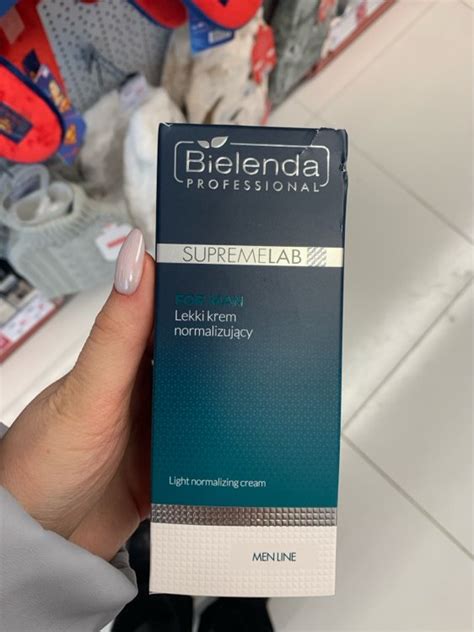 Bielenda
PROFESSIONAL
SUPREMELAB
FOR MAN
Lekki krem
normalizujący
Light normalizing cream
MEN LINE